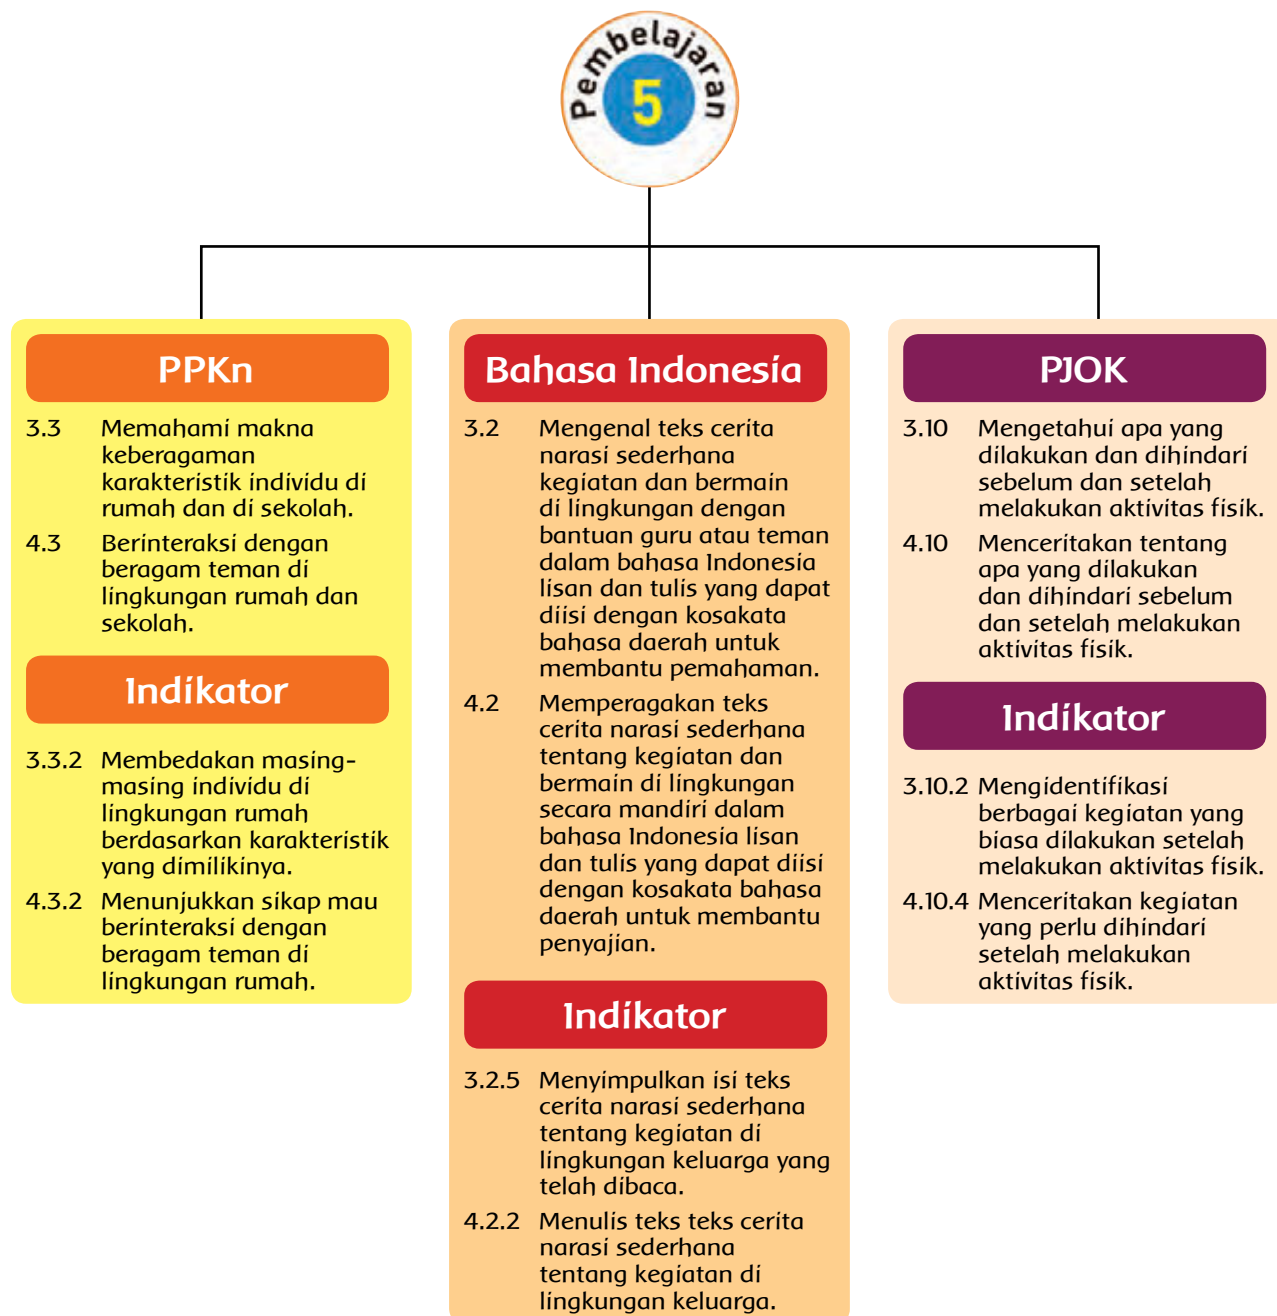 Pembelajaran
5
PPKn
3.3 Memahami makna
keberagaman
karakteristik individu di
rumah dan di sekolah.
4.3 Berinteraksi dengan
beragam teman di
lingkungan rumah dan
sekolah.
Indikator
3.3.2 Membedakan masing-
masing individu di
lingkungan rumah
berdasarkan karakteristik
yang dimilikinya.
4.3.2 Menunjukkan sikap mau
berinteraksi dengan
beragam teman di
lingkungan rumah.
Bahasa Indonesia
3.2 Mengenal teks cerita
narasi sederhana
kegiatan dan bermain
di lingkungan dengan
bantuan guru atau teman
dalam bahasa Indonesia
lisan dan tulis yang dapat
diisi dengan kosakata
bahasa daerah untuk
membantu pemahaman.
4.2 Memperagakan teks
cerita narasi sederhana
tentang kegiatan dan
bermain di lingkungan
secara mandiri dalam
bahasa Indonesia lisan
dan tulis yang dapat diisi
dengan kosakata bahasa
daerah untuk membantu
penyajian.
Indikator
3.2.5 Menyimpulkan isi teks
cerita narasi sederhana
tentang kegiatan di
lingkungan keluarga yang
telah dibaca.
4.2.2 Menulis teks teks cerita
narasi sederhana
tentang kegiatan di
lingkungan keluarga.
PJOK
3.10 Mengetahui apa yang
dilakukan dan dihindari
sebelum dan setelah
melakukan aktivitas fisik.
4.10 Menceritakan tentang
apa yang dilakukan
dan dihindari sebelum
dan setelah melakukan
aktivitas fisik.
Indikator
3.10.2 Mengidentifikasi
berbagai kegiatan yang
biasa dilakukan setelah
melakukan aktivitas fisik.
4.10.4 Menceritakan kegiatan
yang perlu dihindari
setelah melakukan
aktivitas fisik.